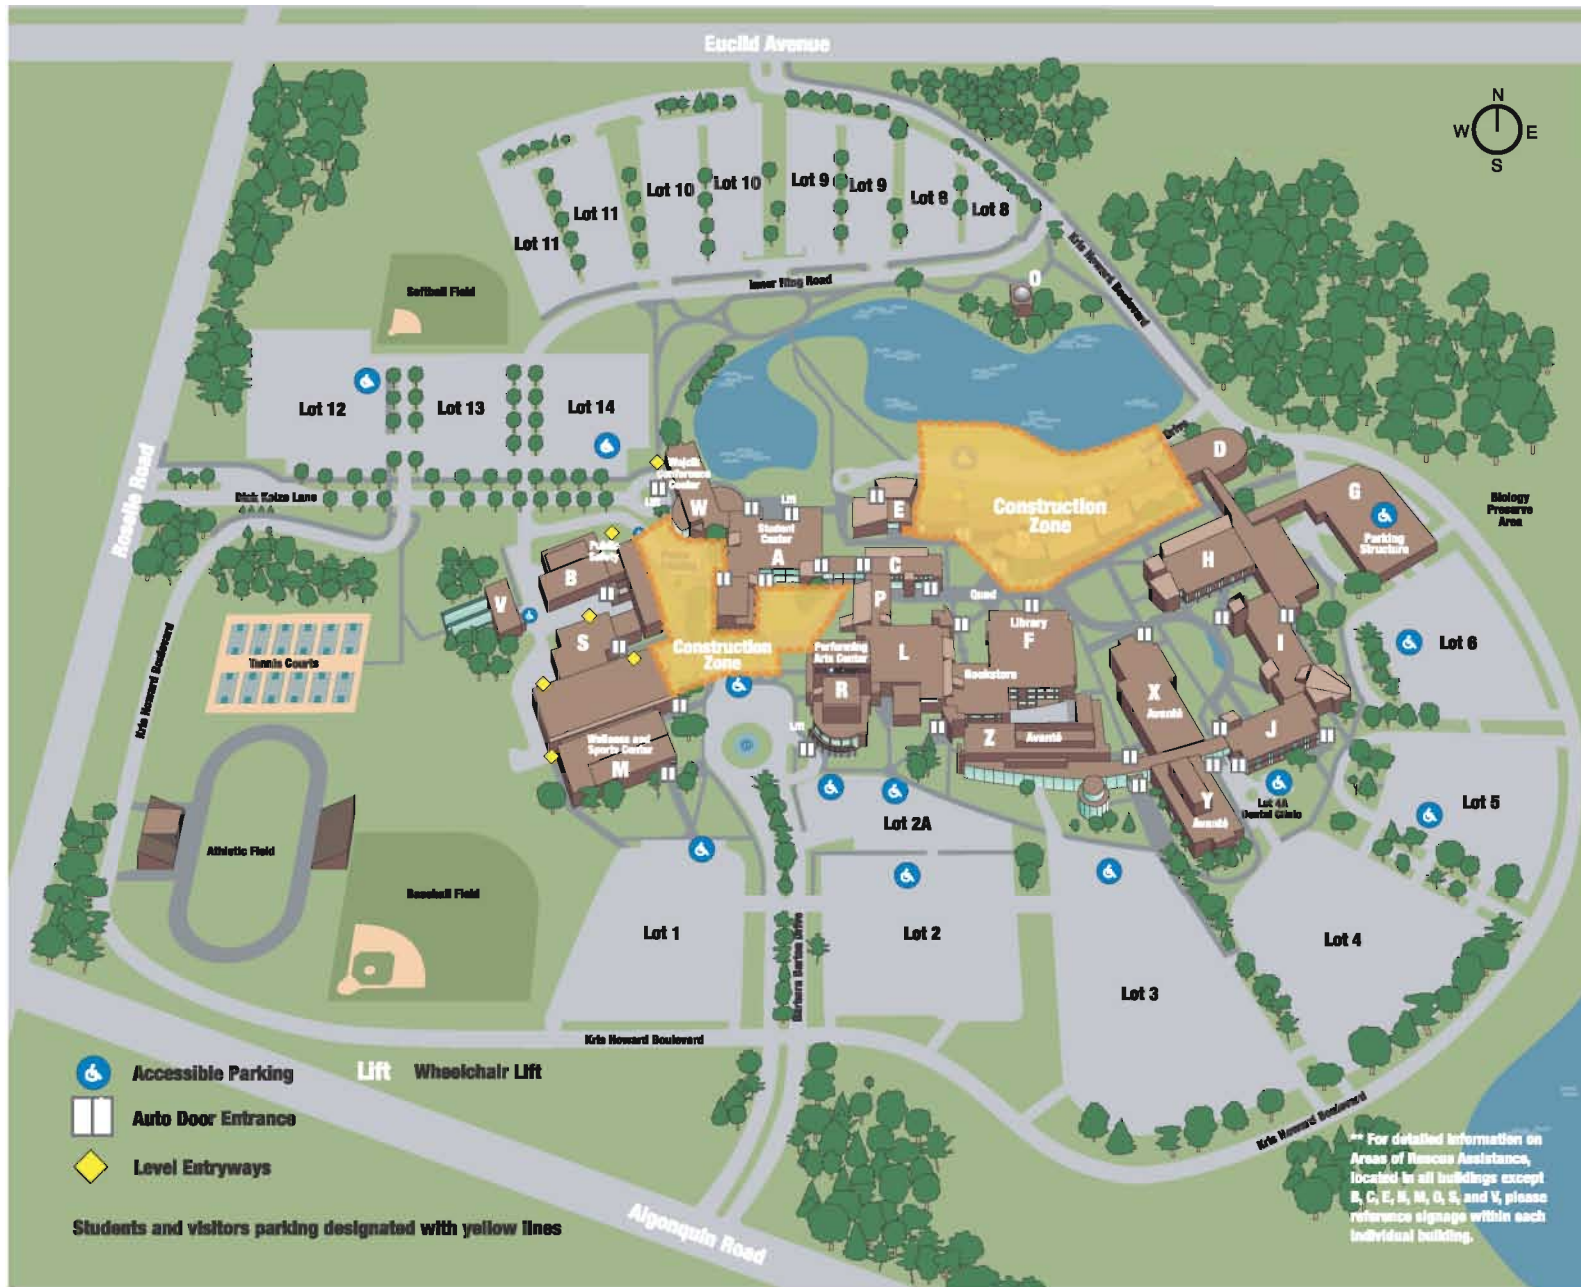 Euclid Avenue
N
W
E
S
Lot 10
Lot 10
Lot 9
Lot 9
Lot 8
Lot 8
Lot 11
Lot 11
Kris Howard Boulevard
Inner Ring Road
O
Softball Field
Lot 12
Lot 13
Lot 14
Roselle Road
Drive
D
Wojcik
Conference
Center
G
Parking
Structure
Biology
Preserve
Area
Dick Kolze Lane
Lift
Lift
W
E
Construction
Zone
Student
Center
A
Public
Safety
B
C
H
V
P
Quad
Library
F
S
Construction
Zone
Performing
Arts Center
L
I
Lot 6
Tennis Courts
Kris Howard Boulevard
Bookstore
R
X
Avanté
Lift
Z
Avanté
J
Wellness and
Sports Center
M
Y
Avanté
Lot 4A
Dental Clinic
Lot 5
Lot 2A
Athletic Field
Baseball Field
Lot 1
Barbara Barton Drive
Lot 2
Lot 4
Lot 3
Kris Howard Boulevard
Kris Howard Boulevard
Accessible Parking
Lift Wheelchair Lift
Auto Door Entrance
Level Entryways
Students and visitors parking designated with yellow lines
Algonquin Road
** For detailed information on
Areas of Rescue Assistance,
located in all buildings except
B, C, E, N, M, O, S, and V, please
reference signage within each
individual building.